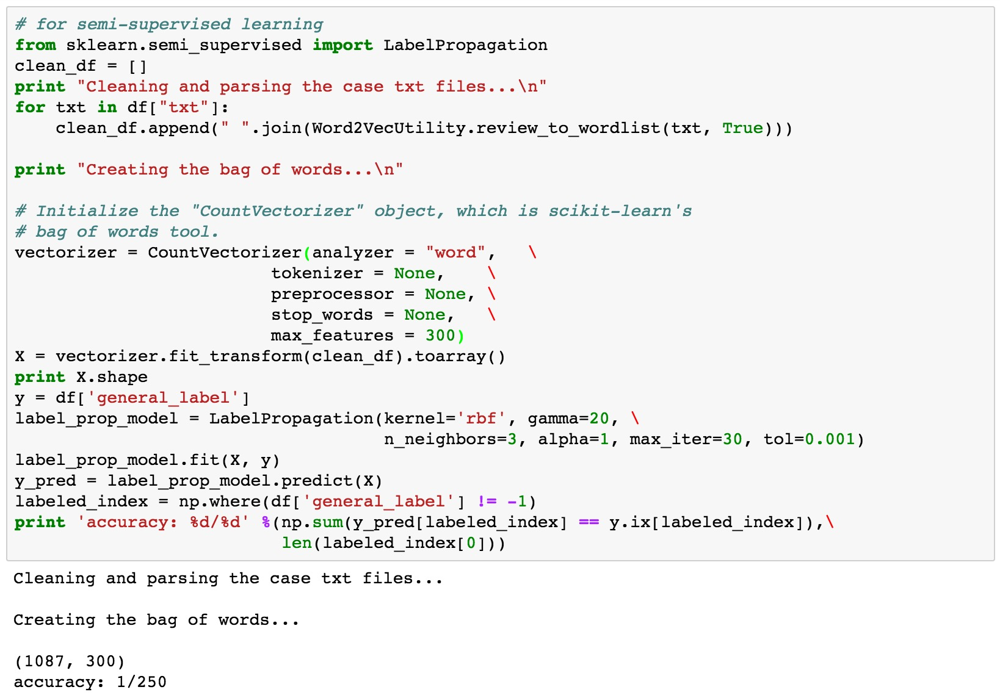 # for semi-supervised learning
from sklearn.semi_supervised import LabelPropagation
clean_df = []
print "Cleaning and parsing the case txt files...\n"
for txt in df["txt"]:
    clean_df.append(" ".join(Word2VecUtility.review_to_wordlist(txt, True)))

print "Creating the bag of words...\n"

# Initialize the "CountVectorizer" object, which is scikit-learn's
# bag of words tool.
vectorizer = CountVectorizer(analyzer = "word",   \
                         tokenizer = None,    \
                         preprocessor = None, \
                         stop_words = None,   \
                         max_features = 300)
X = vectorizer.fit_transform(clean_df).toarray()
print X.shape
y = df['general_label']
label_prop_model = LabelPropagation(kernel='rbf', gamma=20, \
                                    n_neighbors=3, alpha=1, max_iter=30, tol=0.001)
label_prop_model.fit(X, y)
y_pred = label_prop_model.predict(X)
labeled_index = np.where(df['general_label'] != -1)
print 'accuracy: %d/%d' %(np.sum(y_pred[labeled_index] == y.ix[labeled_index]),\
                          len(labeled_index[0]))
Cleaning and parsing the case txt files...

Creating the bag of words...

(1087, 300)
accuracy: 1/250